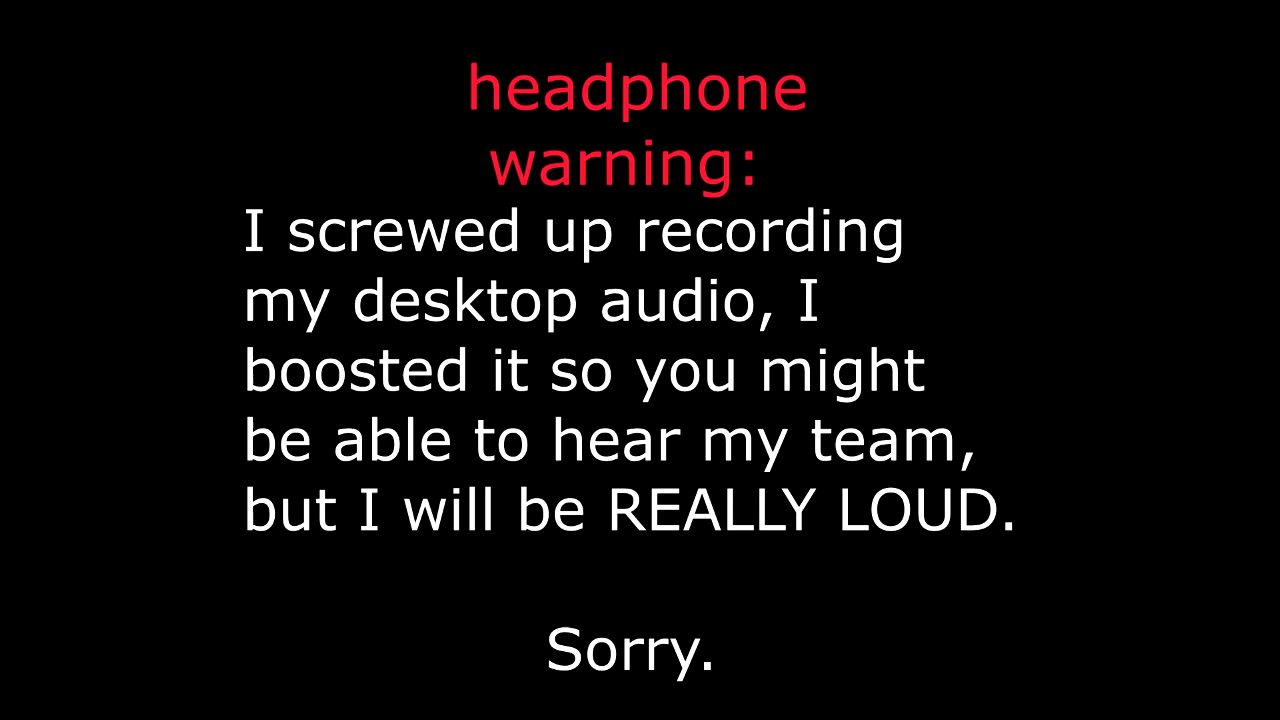 headphone
warning:
I screwed up recording
my desktop audio, I
boosted it so you might
be able to hear my team,
but I will be REALLY LOUD.
Sorry.